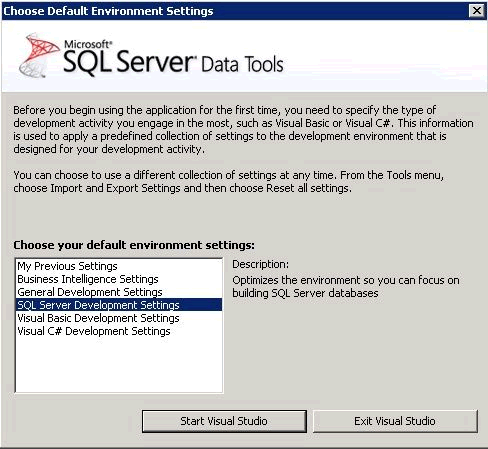 Choose Default Environment Settings
Microsoft®
SQL Server® Data Tools
Before you begin using the application for the first time, you need to specify the type of
development activity you engage in the most, such as Visual Basic or Visual C#. This information
is used to apply a predefined collection of settings to the development environment that is
designed for your development activity.
You can choose to use a different collection of settings at any time. From the Tools menu,
choose Import and Export Settings and then choose Reset all settings.
Choose your default environment settings:
My Previous Settings
Business Intelligence Settings
General Development Settings
SQL Server Development Settings
Visual Basic Development Settings
Visual C# Development Settings
Description:
Optimizes the environment so you can focus on
building SQL Server databases
Start Visual Studio
Exit Visual Studio